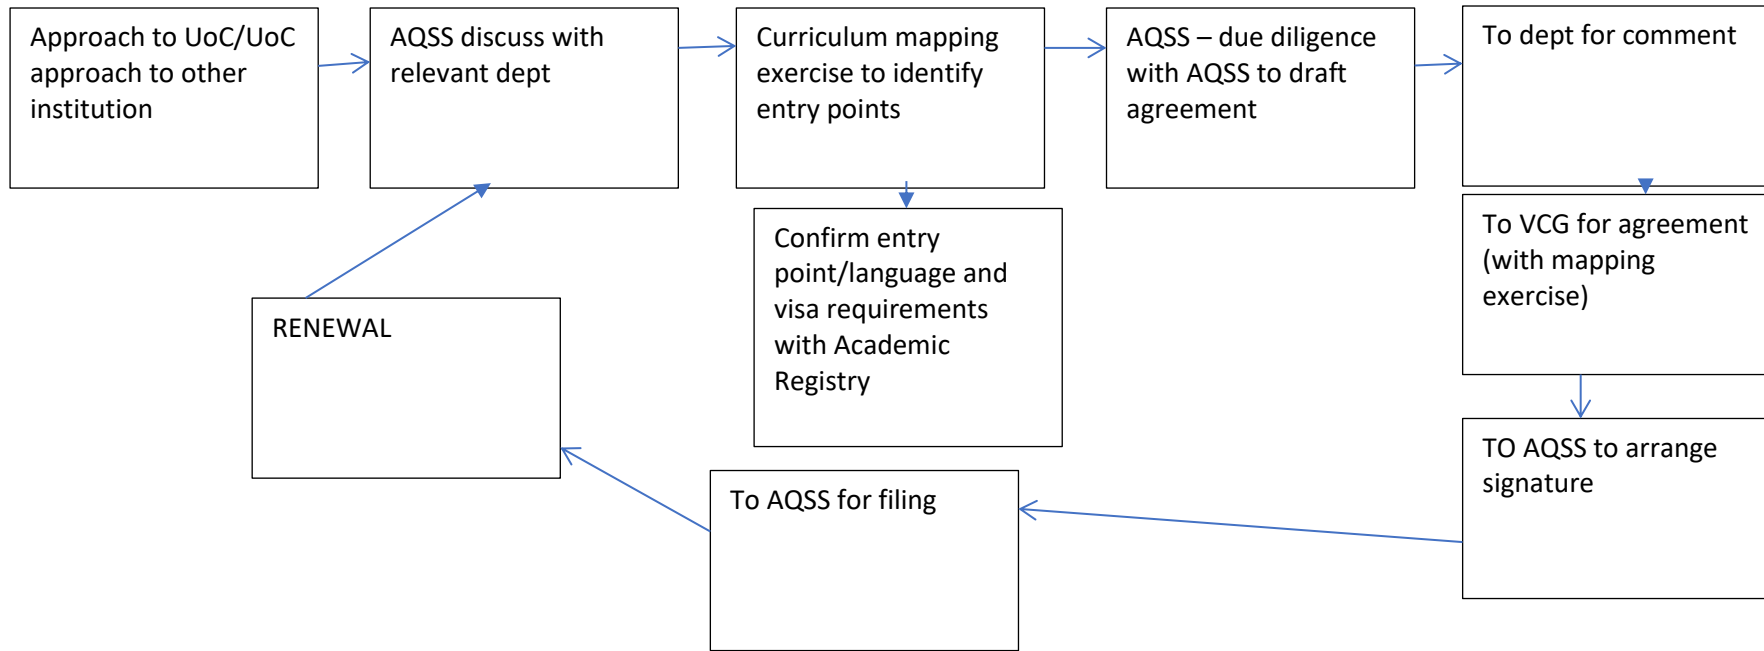 Approach to UoC/UoC
approach to other
institution
AQSS discuss with
relevant dept
Curriculum mapping
exercise to identify
entry points
AQSS – due diligence
with AQSS to draft
agreement
To dept for comment
To VCG for agreement
(with mapping
exercise)
Confirm entry
point/language and
visa requirements
with Academic
Registry
RENEWAL
TO AQSS to arrange
signature
To AQSS for filing